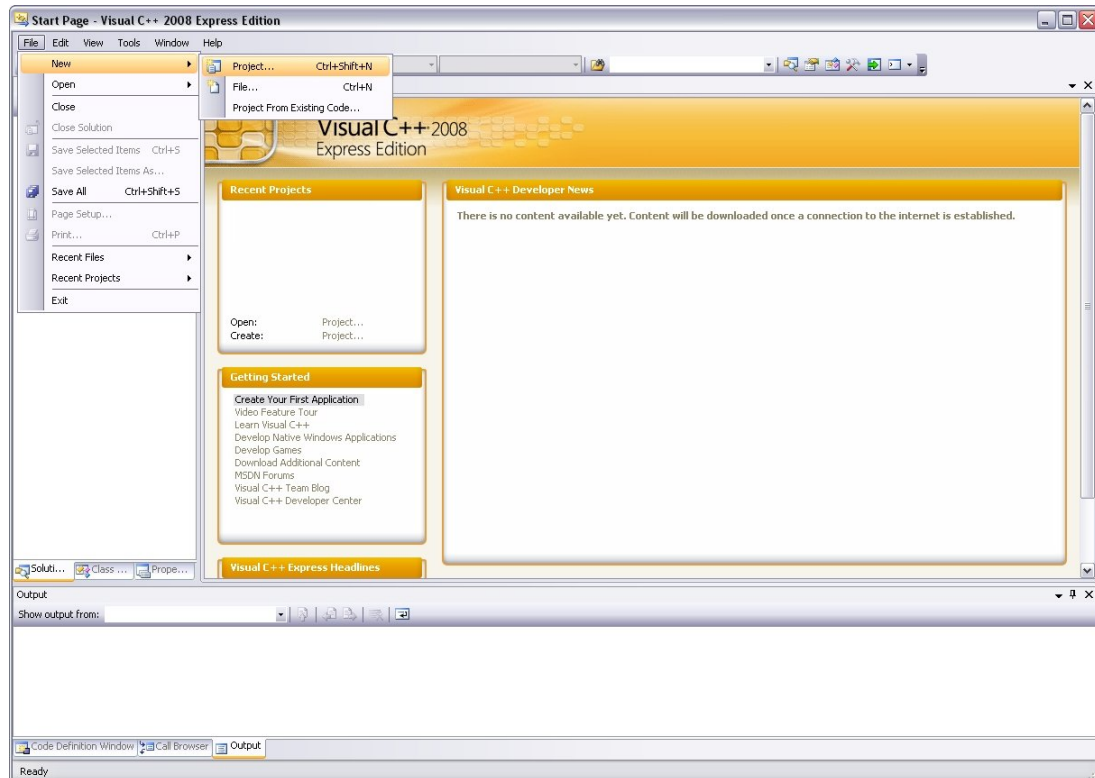 Start Page - Visual C++ 2008 Express Edition
File Edit View Tools Window Help
New
Project... Ctrl+Shift+N
File... Ctrl+N
Project From Existing Code...
Open
Close
Close Solution
Save Selected Items Ctrl+S
Save Selected Items As...
Save All Ctrl+Shift+S
Page Setup...
Print... Ctrl+P
Recent Files
Recent Projects
Exit
Visual C++ 2008
Express Edition
Recent Projects
Open: Project...
Create: Project...
Getting Started
Create Your First Application
Video Feature Tour
Learn Visual C++
Develop Native Windows Applications
Develop Games
Download Additional Content
MSDN Forums
Visual C++ Team Blog
Visual C++ Developer Center
Visual C++ Express Headlines
Visual C++ Developer News
There is no content available yet. Content will be downloaded once a connection to the internet is established.
Soluti... Class ... Prope...
Output
Show output from:
Code Definition Window Call Browser Output
Ready